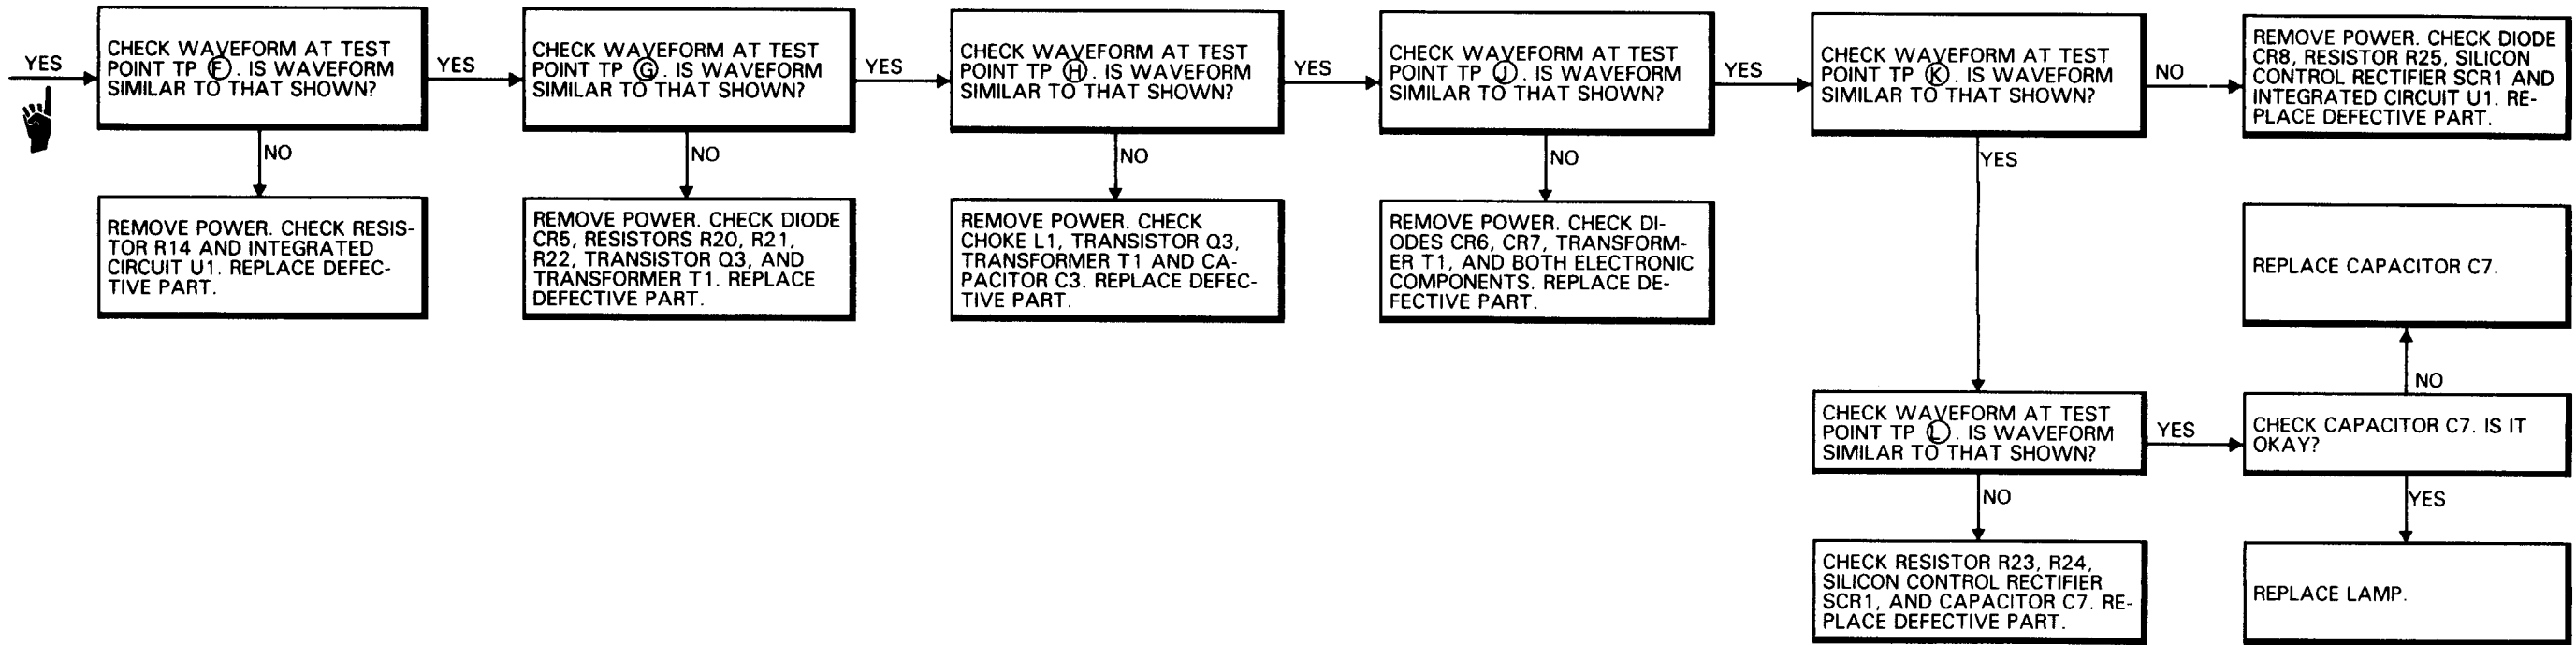 YES
CHECK WAVEFORM AT TEST
POINT TP F. IS WAVEFORM
SIMILAR TO THAT SHOWN?
NO
REMOVE POWER. CHECK RESIS-
TOR R14 AND INTEGRATED
CIRCUIT U1. REPLACE DEFEC-
TIVE PART.
YES
CHECK WAVEFORM AT TEST
POINT TP G. IS WAVEFORM
SIMILAR TO THAT SHOWN?
NO
REMOVE POWER. CHECK DIODE
CR5, RESISTORS R20, R21,
R22, TRANSISTOR Q3, AND
TRANSFORMER T1. REPLACE
DEFECTIVE PART.
YES
CHECK WAVEFORM AT TEST
POINT TP H. IS WAVEFORM
SIMILAR TO THAT SHOWN?
NO
REMOVE POWER. CHECK
CHOKE L1, TRANSISTOR Q3,
TRANSFORMER T1 AND CA-
PACITOR C3. REPLACE DEFEC-
TIVE PART.
YES
CHECK WAVEFORM AT TEST
POINT TP J. IS WAVEFORM
SIMILAR TO THAT SHOWN?
NO
REMOVE POWER. CHECK DI-
ODES CR6, CR7, TRANSFORM-
ER T1, AND BOTH ELECTRONIC
COMPONENTS. REPLACE DE-
FECTIVE PART.
YES
CHECK WAVEFORM AT TEST
POINT TP K. IS WAVEFORM
SIMILAR TO THAT SHOWN?
NO
REMOVE POWER. CHECK DIODE
CR8, RESISTOR R25, SILICON
CONTROL RECTIFIER SCR1 AND
INTEGRATED CIRCUIT U1. RE-
PLACE DEFECTIVE PART.
YES
CHECK WAVEFORM AT TEST
POINT TP L. IS WAVEFORM
SIMILAR TO THAT SHOWN?
NO
CHECK RESISTOR R23, R24,
SILICON CONTROL RECTIFIER
SCR1, AND CAPACITOR C7. RE-
PLACE DEFECTIVE PART.
YES
CHECK CAPACITOR C7. IS IT
OKAY?
NO
REPLACE CAPACITOR C7.
YES
REPLACE LAMP.